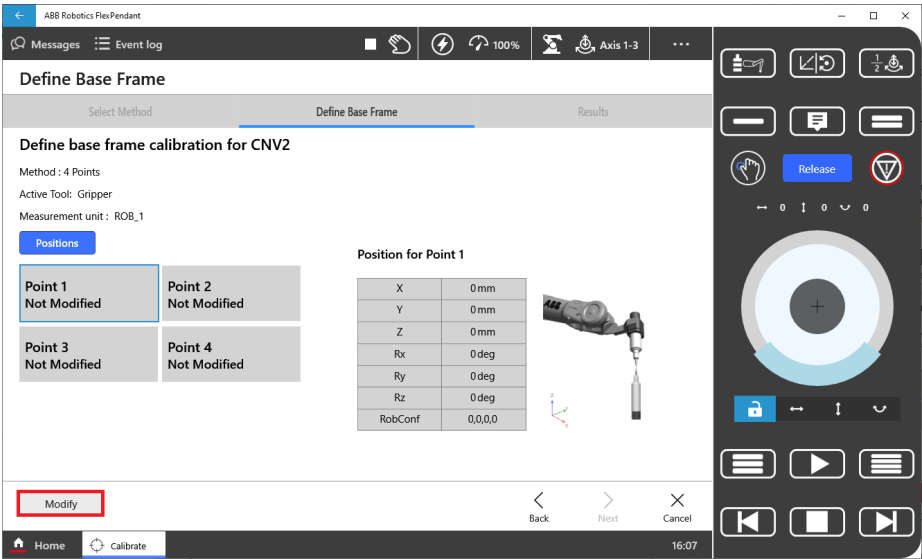 ABB Robotics FlexPendant
Messages
Event log
100%
Axis 1-3
Define Base Frame
Select Method
Define Base Frame
Results
Define base frame calibration for CNV2
Method : 4 Points
Active Tool: Gripper
Measurement unit : ROB_1
Positions
Point 1
Not Modified
Point 2
Not Modified
Point 3
Not Modified
Point 4
Not Modified
Position for Point 1
X 0 mm
Y 0 mm
Z 0 mm
Rx 0 deg
Ry 0 deg
Rz 0 deg
RobConf 0,0,0,0
ABB
z
y
x
Modify
Back
Next
Cancel
Home
Calibrate
16:07
1/2
Release
0 0 0